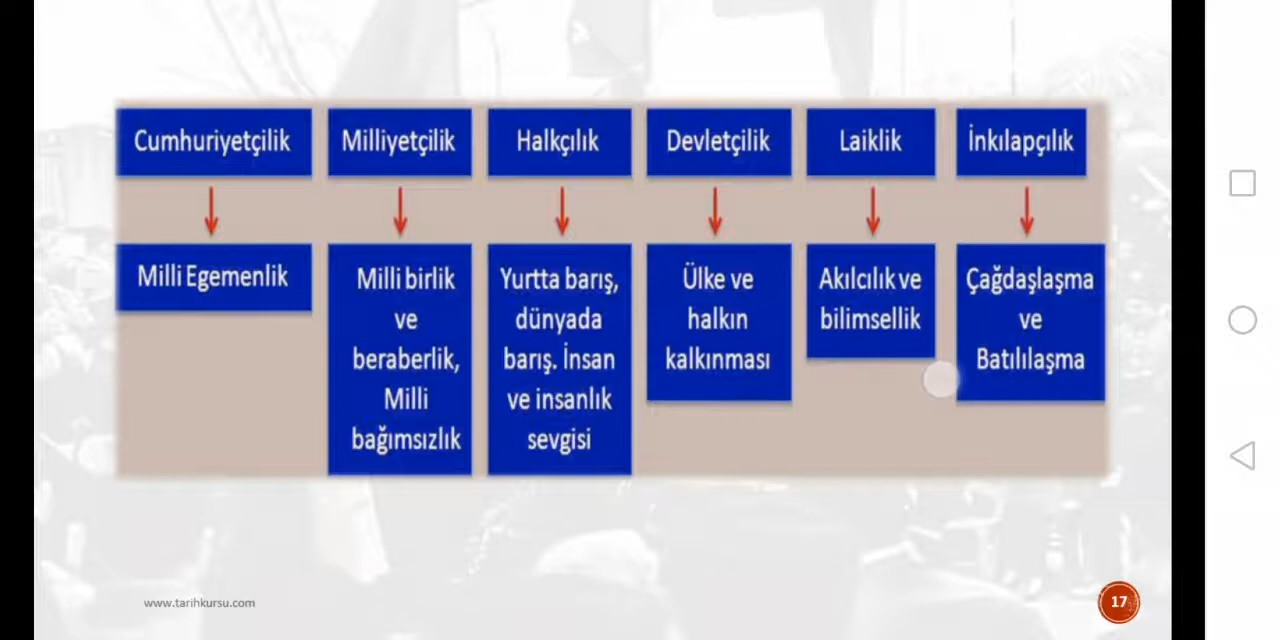 Cumhuriyetçilik
Milliyetçilik
Halkçılık
Devletçilik
Laiklik
İnkılapçılık
Milli Egemenlik
Milli birlik
ve
beraberlik,
Milli
bağımsızlık
Yurtta barış,
dünyada
barış. İnsan
ve insanlık
sevgisi
Ülke ve
halkın
kalkınması
Akılcılık ve
bilimsellik
Çağdaşlaşma
ve
Batılılaşma
www.tarihkursu.com
17